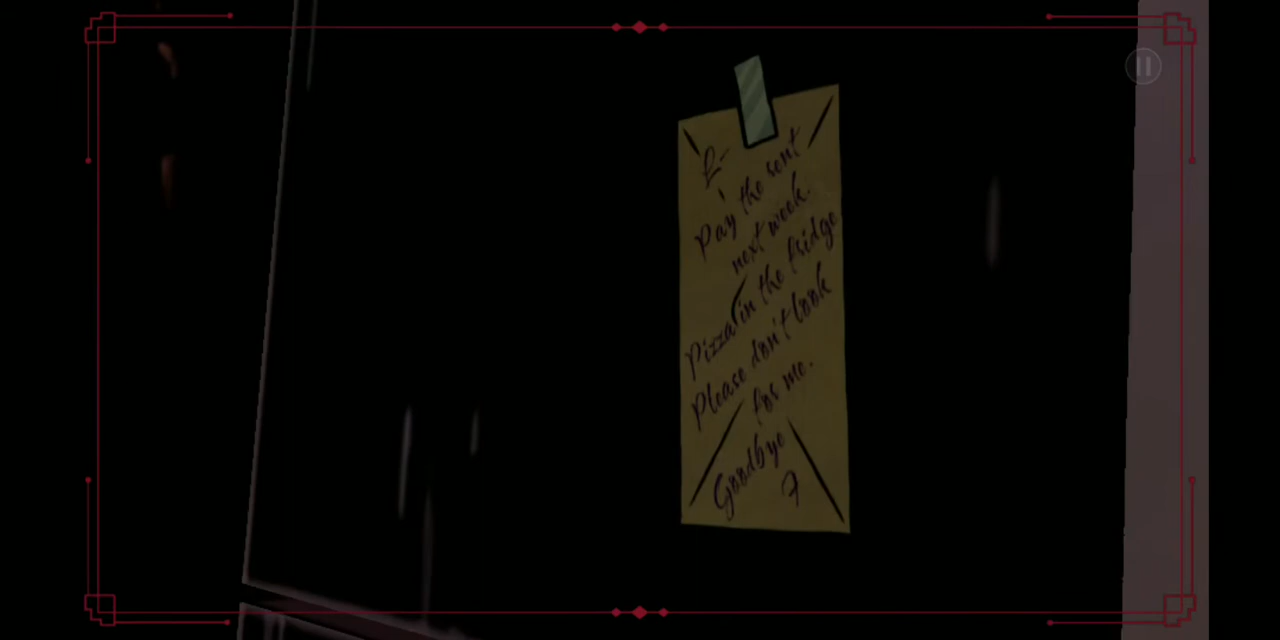 R-
Pay the rent
next week.
Pizza in the fridge
Please don't look
for me.
Goodbye
F